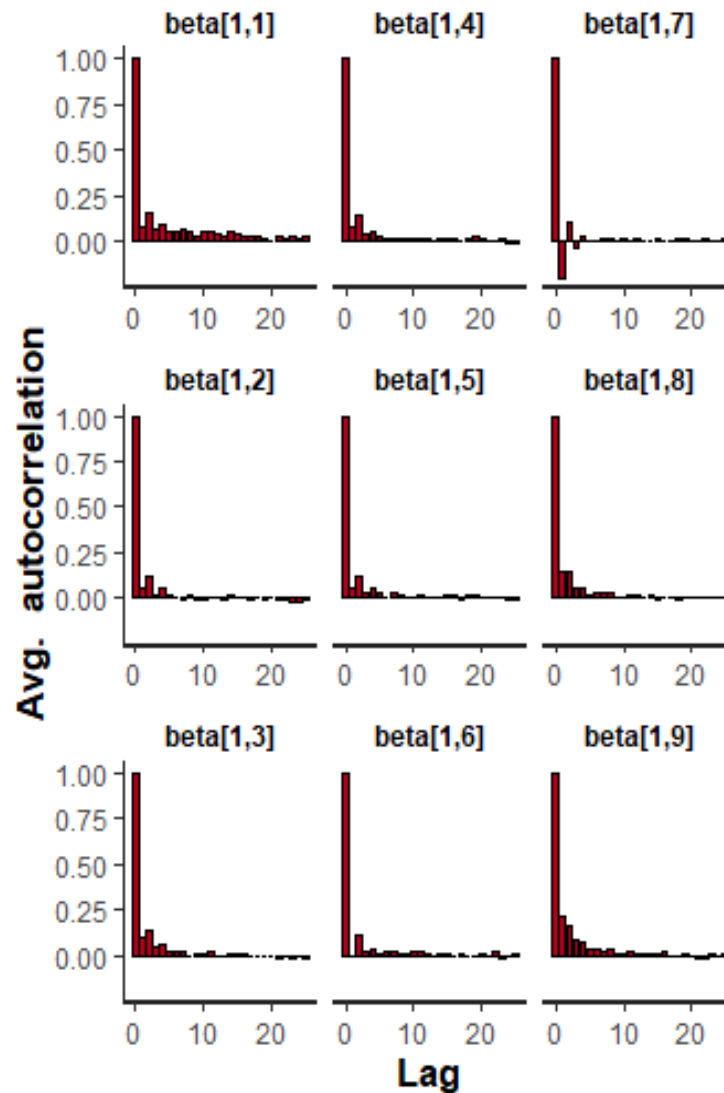 beta[1,1] beta[1,4] beta[1,7]
1.00
0.75
0.50
0.25
0.00
0 10 20 0 10 20 0 10 20
beta[1,2] beta[1,5] beta[1,8]
1.00
0.75
0.50
0.25
0.00
0 10 20 0 10 20 0 10 20
beta[1,3] beta[1,6] beta[1,9]
1.00
0.75
0.50
0.25
0.00
0 10 20 0 10 20 0 10 20
Lag
Avg. autocorrelation